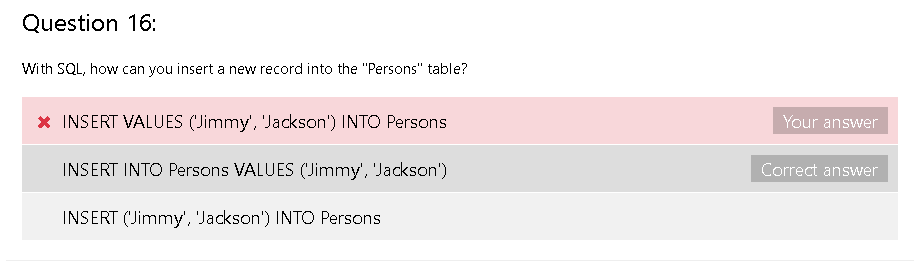 Question 16:
With SQL, how can you insert a new record into the "Persons" table?
✖ INSERT VALUES ('Jimmy', 'Jackson') INTO Persons Your answer
INSERT INTO Persons VALUES ('Jimmy', 'Jackson') Correct answer
INSERT ('Jimmy', 'Jackson') INTO Persons